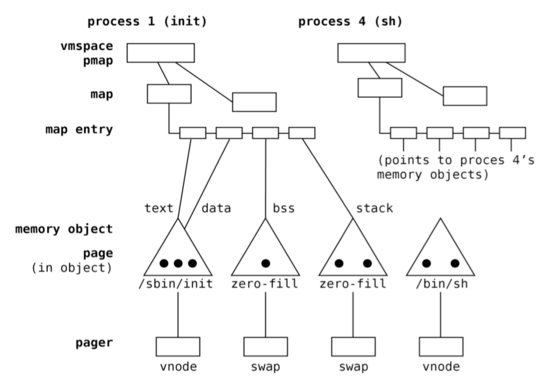 process 1 (init)
process 4 (sh)
vmspace
pmap
map
map entry
(points to proces 4’s
memory objects)
text
data
bss
stack
memory object
page
(in object)
/sbin/init
zero-fill
zero-fill
/bin/sh
pager
vnode
swap
swap
vnode